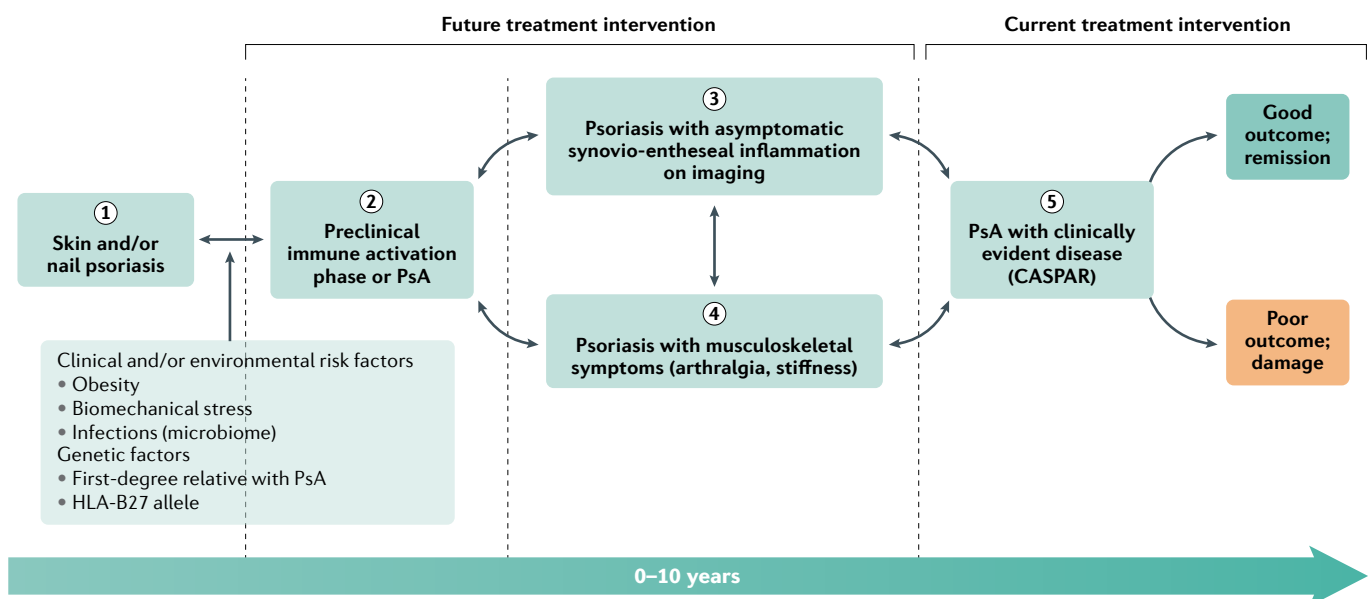 Future treatment intervention
Current treatment intervention
1
Skin and/or
nail psoriasis
2
Preclinical
immune activation
phase or PsA
3
Psoriasis with asymptomatic
synovio-entheseal inflammation
on imaging
4
Psoriasis with musculoskeletal
symptoms (arthralgia, stiffness)
5
PsA with clinically
evident disease
(CASPAR)
Good
outcome;
remission
Poor
outcome;
damage
Clinical and/or environmental risk factors
• Obesity
• Biomechanical stress
• Infections (microbiome)
Genetic factors
• First-degree relative with PsA
• HLA-B27 allele
0–10 years